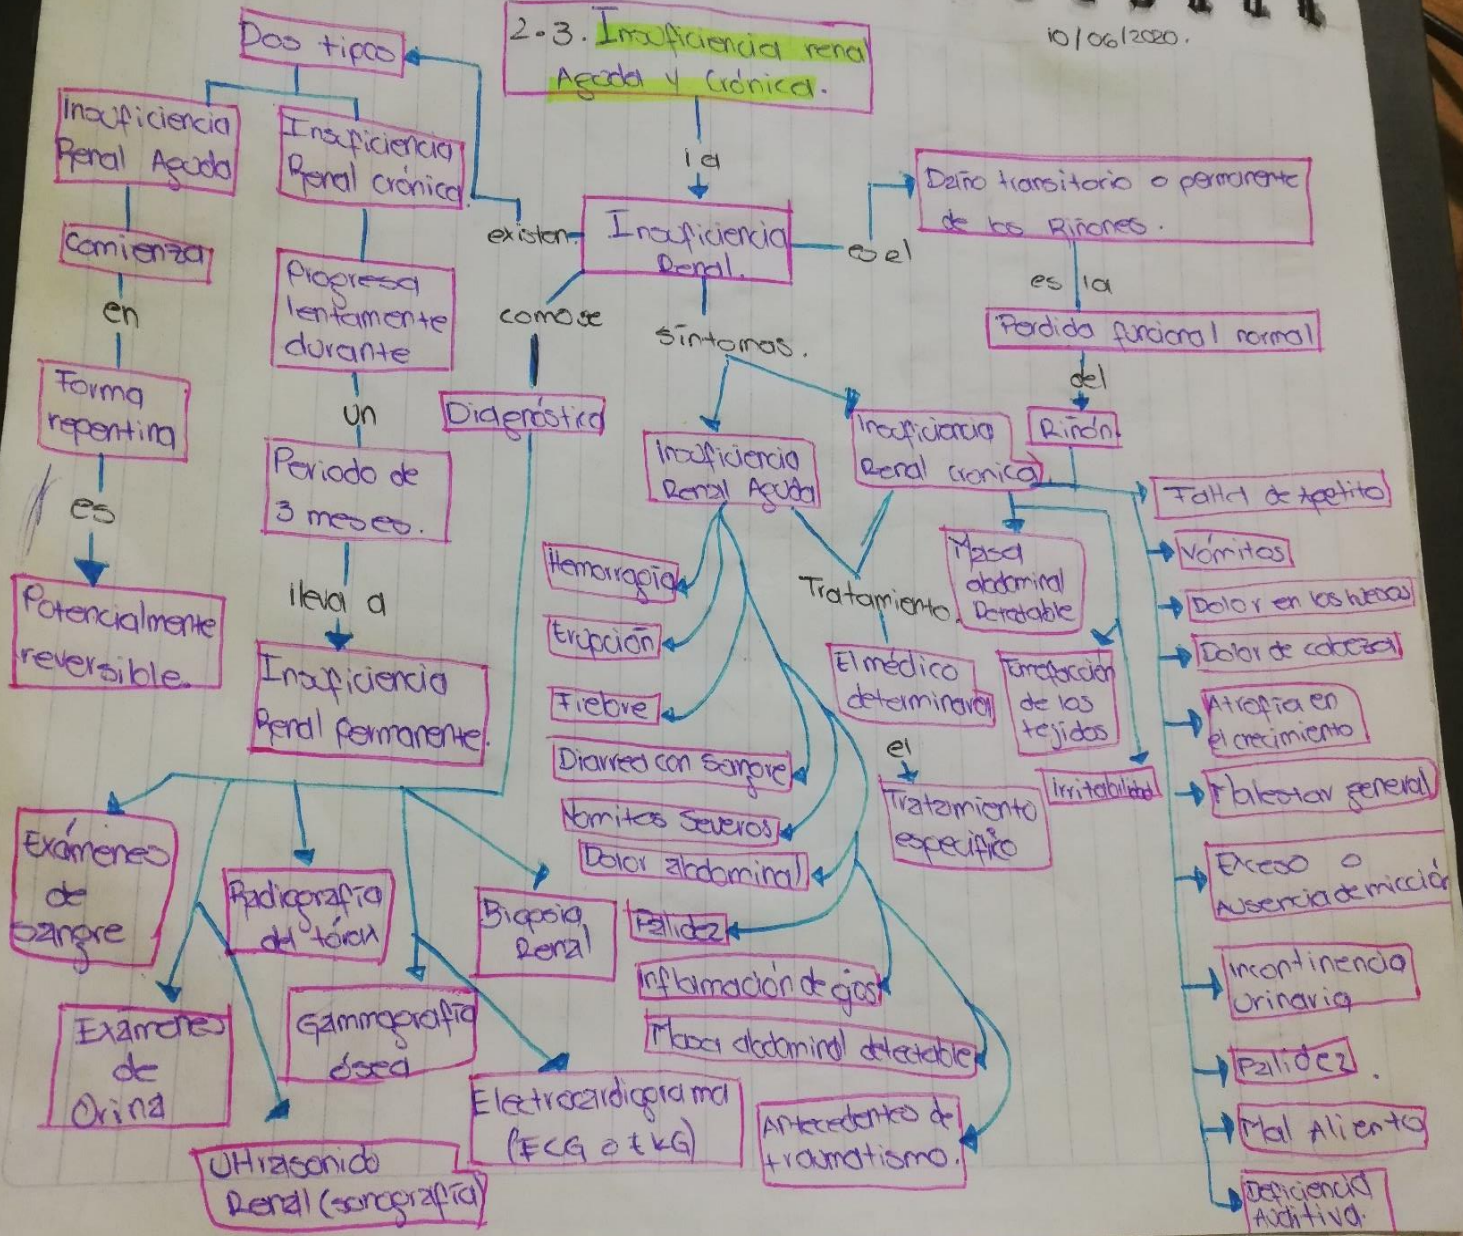 10/06/2020.
2.3. Insuficiencia renal
Aguda y Crónica.
la
Insuficiencia
Renal.
existen
Dos tipos
Insuficiencia
Renal Aguda
comienza
en
Forma
repentina
es
Potencialmente
reversible.
Insuficiencia
Renal crónica
Progresa
lentamente
durante
un
Periodo de
3 meses.
lleva a
Insuficiencia
Renal Permanente.
es el
Daño transitorio o permanente
de los Riñones.
es la
Perdida funcional normal
del
Riñón
como se
Diagnóstica
Exámenes
de
sangre
Exámenes
de
Orina
Radiografía
del tórax
Ultrasonido
Renal (sonografía)
Gammografía
ósea
Electrocardiograma
(ECG o EKG)
Biopsia
Renal
síntomas.
Insuficiencia
Renal Aguda
Hemorragia
Erupción
Fiebre
Diarrea con Sangre
Vomitos Severos
Dolor abdominal
Palidez
Inflamación de ojos
Masa abdominal detectable
Antecedentes de
traumatismo.
Insuficiencia
Renal cronica
Tratamiento.
El médico
determinará
el
Tratamiento
especifico
Masa
abdominal
Detectable
de los
tejidos
Irritabilidad
Falta de Apetito
Vómitos
Dolor en los huesos
Dolor de cabeza
Atrofia en
el crecimiento
Malestar general
Exceso o
Ausencia de micción
Incontinencia
Urinaria
Palidez.
Mal Aliento
Deficiencia
Auditiva.